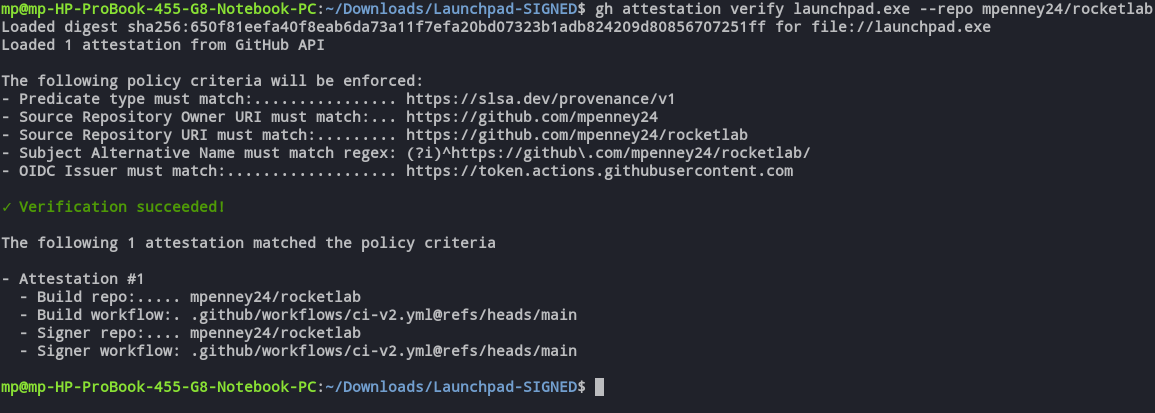 mp@mp-HP-ProBook-455-G8-Notebook-PC:~/Downloads/Launchpad-SIGNED$ gh attestation verify launchpad.exe --repo mpenney24/rocketlab
Loaded digest sha256:650f81eefa40f8eab6da73a11f7efa20bd07323b1adb824209d80856707251ff for file://launchpad.exe
Loaded 1 attestation from GitHub API

The following policy criteria will be enforced:
- Predicate type must match:................ https://slsa.dev/provenance/v1
- Source Repository Owner URI must match:... https://github.com/mpenney24
- Source Repository URI must match:......... https://github.com/mpenney24/rocketlab
- Subject Alternative Name must match regex: (?i)^https://github\.com/mpenney24/rocketlab/
- OIDC Issuer must match:................... https://token.actions.githubusercontent.com

✓ Verification succeeded!

The following 1 attestation matched the policy criteria

- Attestation #1
  - Build repo:..... mpenney24/rocketlab
  - Build workflow:. .github/workflows/ci-v2.yml@refs/heads/main
  - Signer repo:.... mpenney24/rocketlab
  - Signer workflow: .github/workflows/ci-v2.yml@refs/heads/main

mp@mp-HP-ProBook-455-G8-Notebook-PC:~/Downloads/Launchpad-SIGNED$